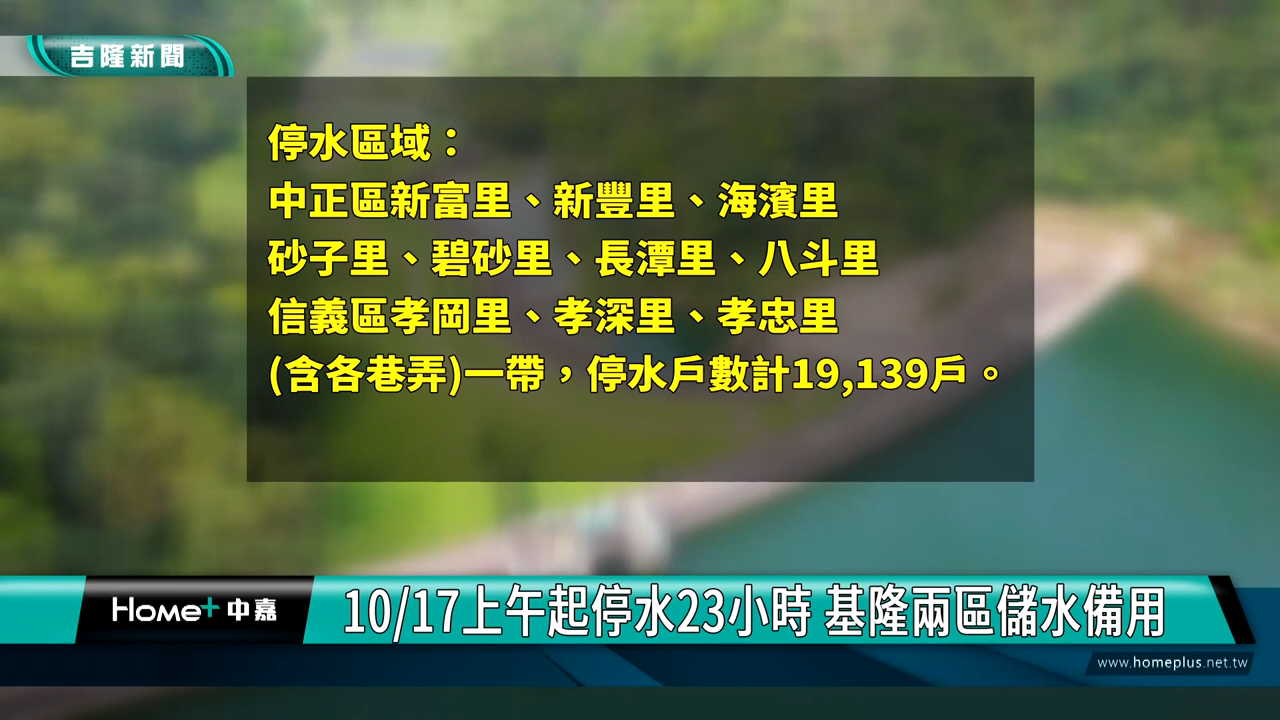 吉隆新聞
停水區域：
中正區新富里、新豐里、海濱里
砂子里、碧砂里、長潭里、八斗里
信義區孝岡里、孝深里、孝忠里
(含各巷弄)一帶，停水戶數計19,139戶。
Home+中嘉
10/17上午起停水23小時 基隆兩區儲水備用
www.homeplus.net.tw